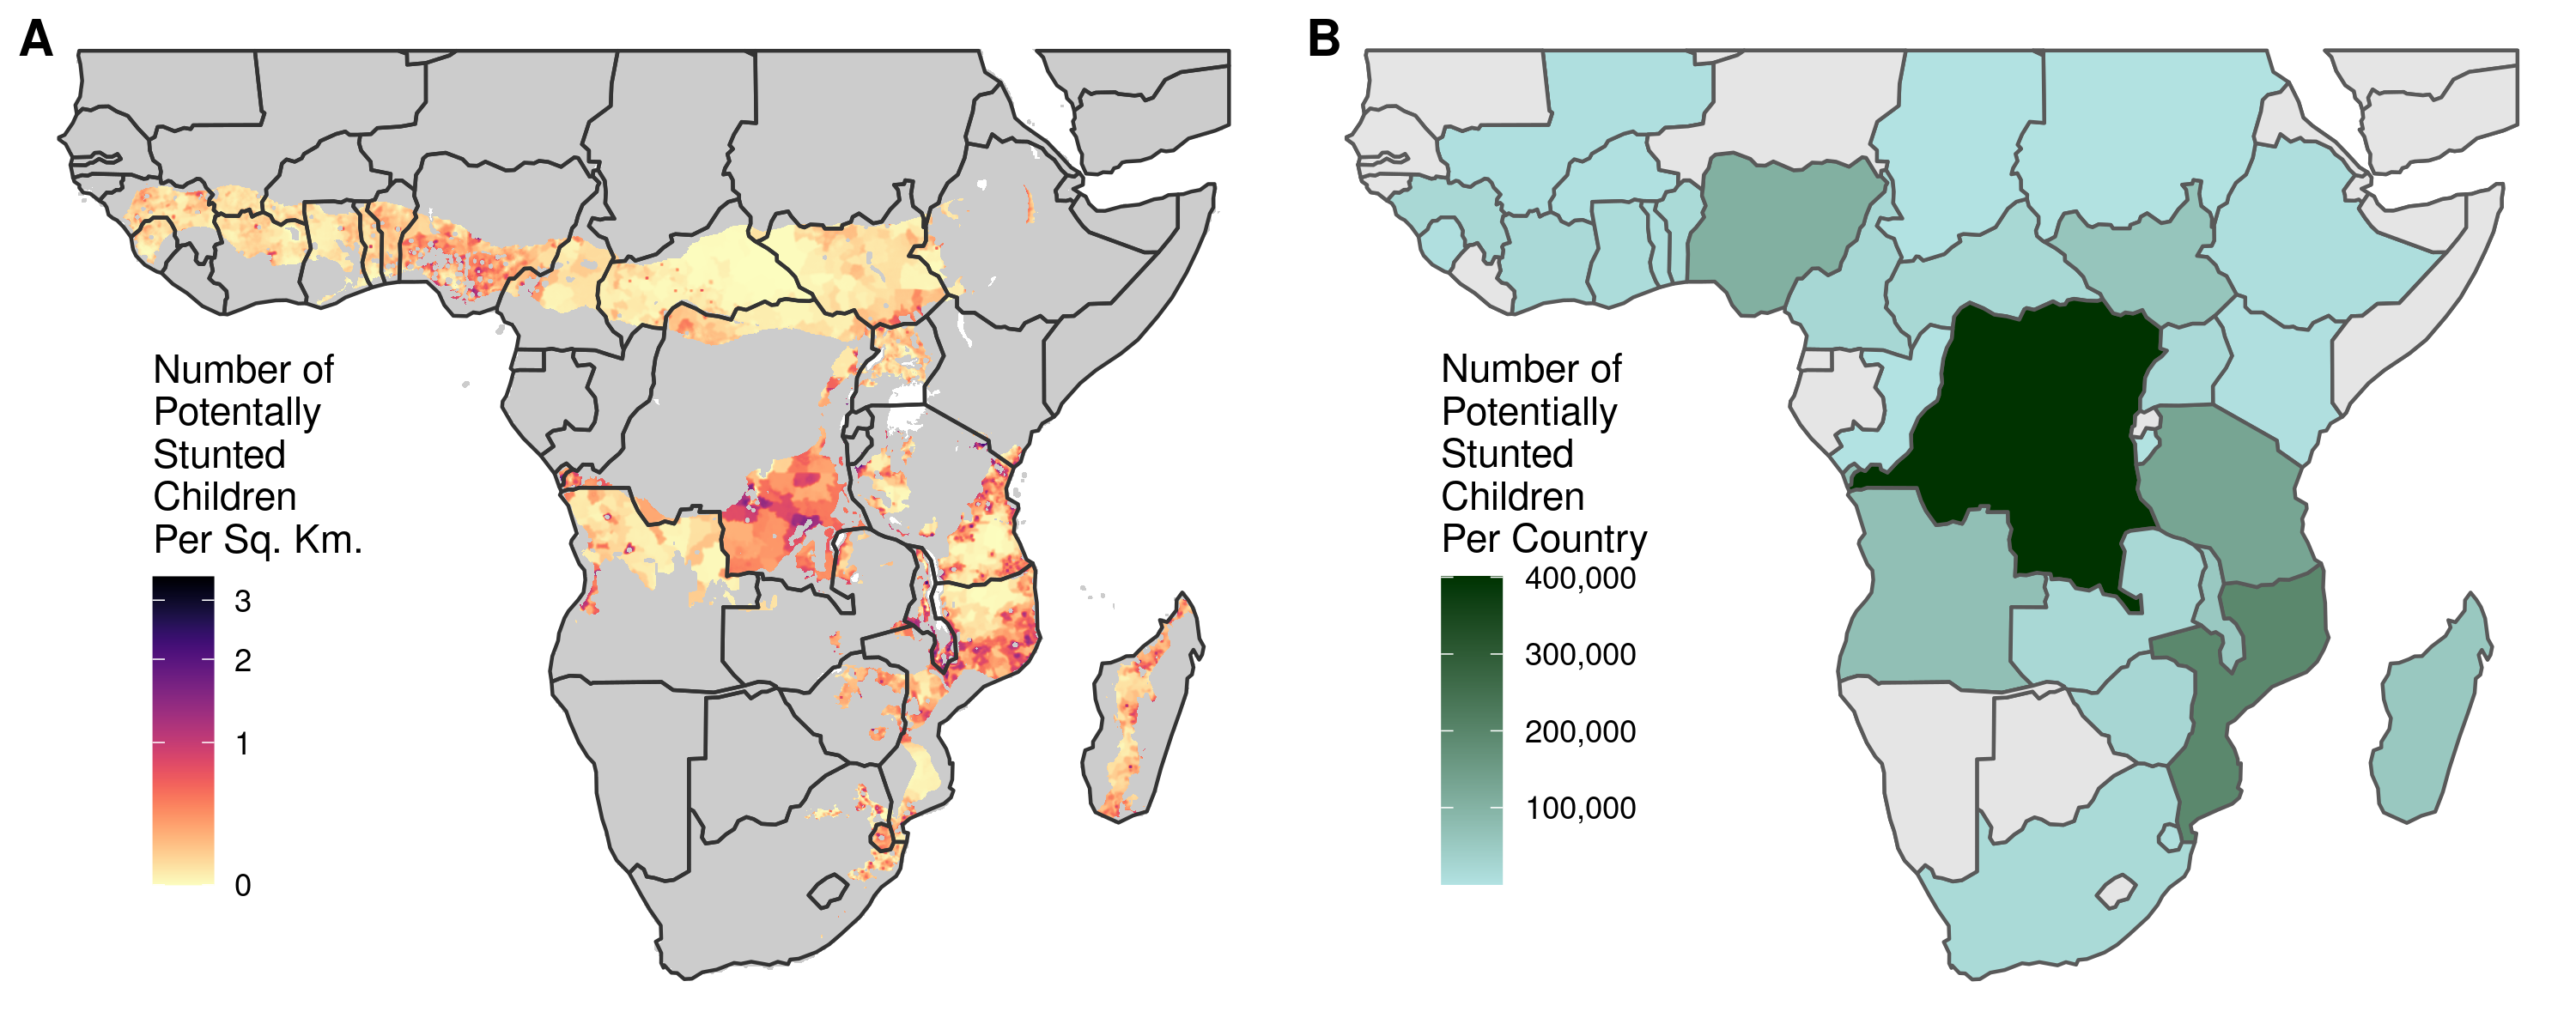 A
Number of
Potentally
Stunted
Children
Per Sq. Km.
3
2
1
0
B
Number of
Potentially
Stunted
Children
Per Country
400,000
300,000
200,000
100,000